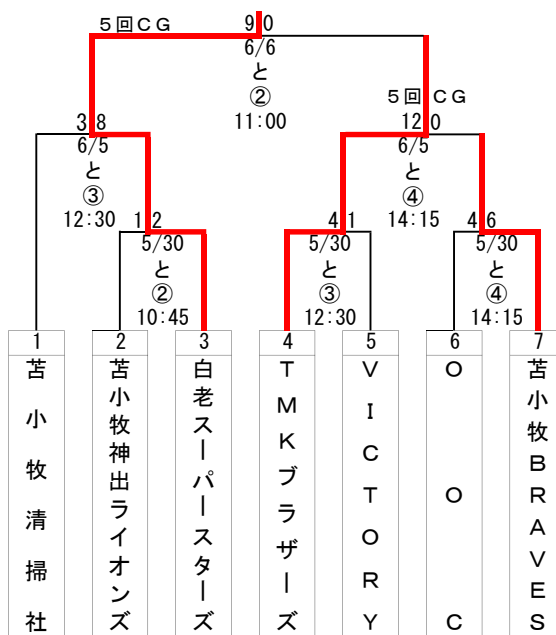 5回CG
9 0
6/6
と
②
11:00
5回CG
3 8
6/5
と
③
12:30
12 0
6/5
と
④
14:15
1 2
5/30
と
②
10:45
4 1
5/30
と
③
12:30
4 6
5/30
と
④
14:15
1
苫小牧清掃社
2
苫小牧神出ライオンズ
3
白老スーパースターズ
4
TMKブラザーズ
5
VICTORY
6
OOC
7
苫小牧BRAVES